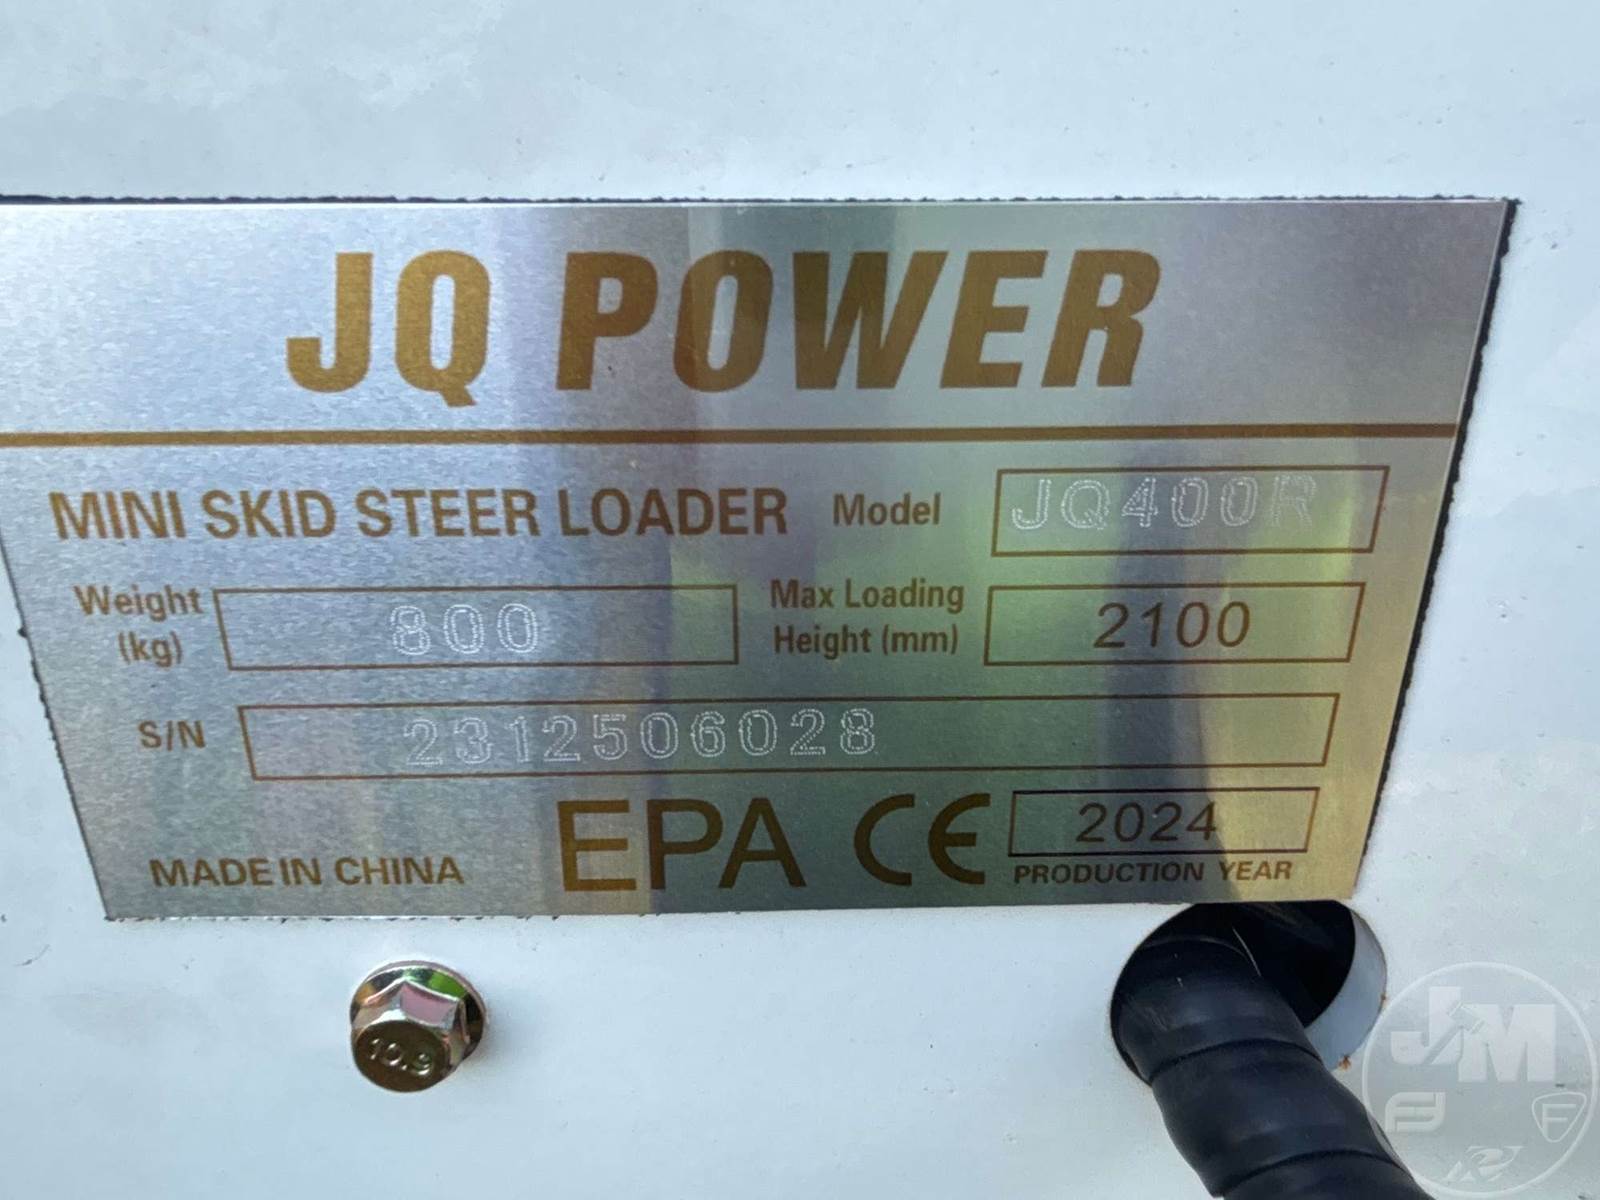 JQ POWER
MINI SKID STEER LOADER Model JQ400R
Weight (kg) 800 Max Loading Height (mm) 2100
S/N 2312506028
MADE IN CHINA EPA CE 2024
PRODUCTION YEAR
10.9
JM